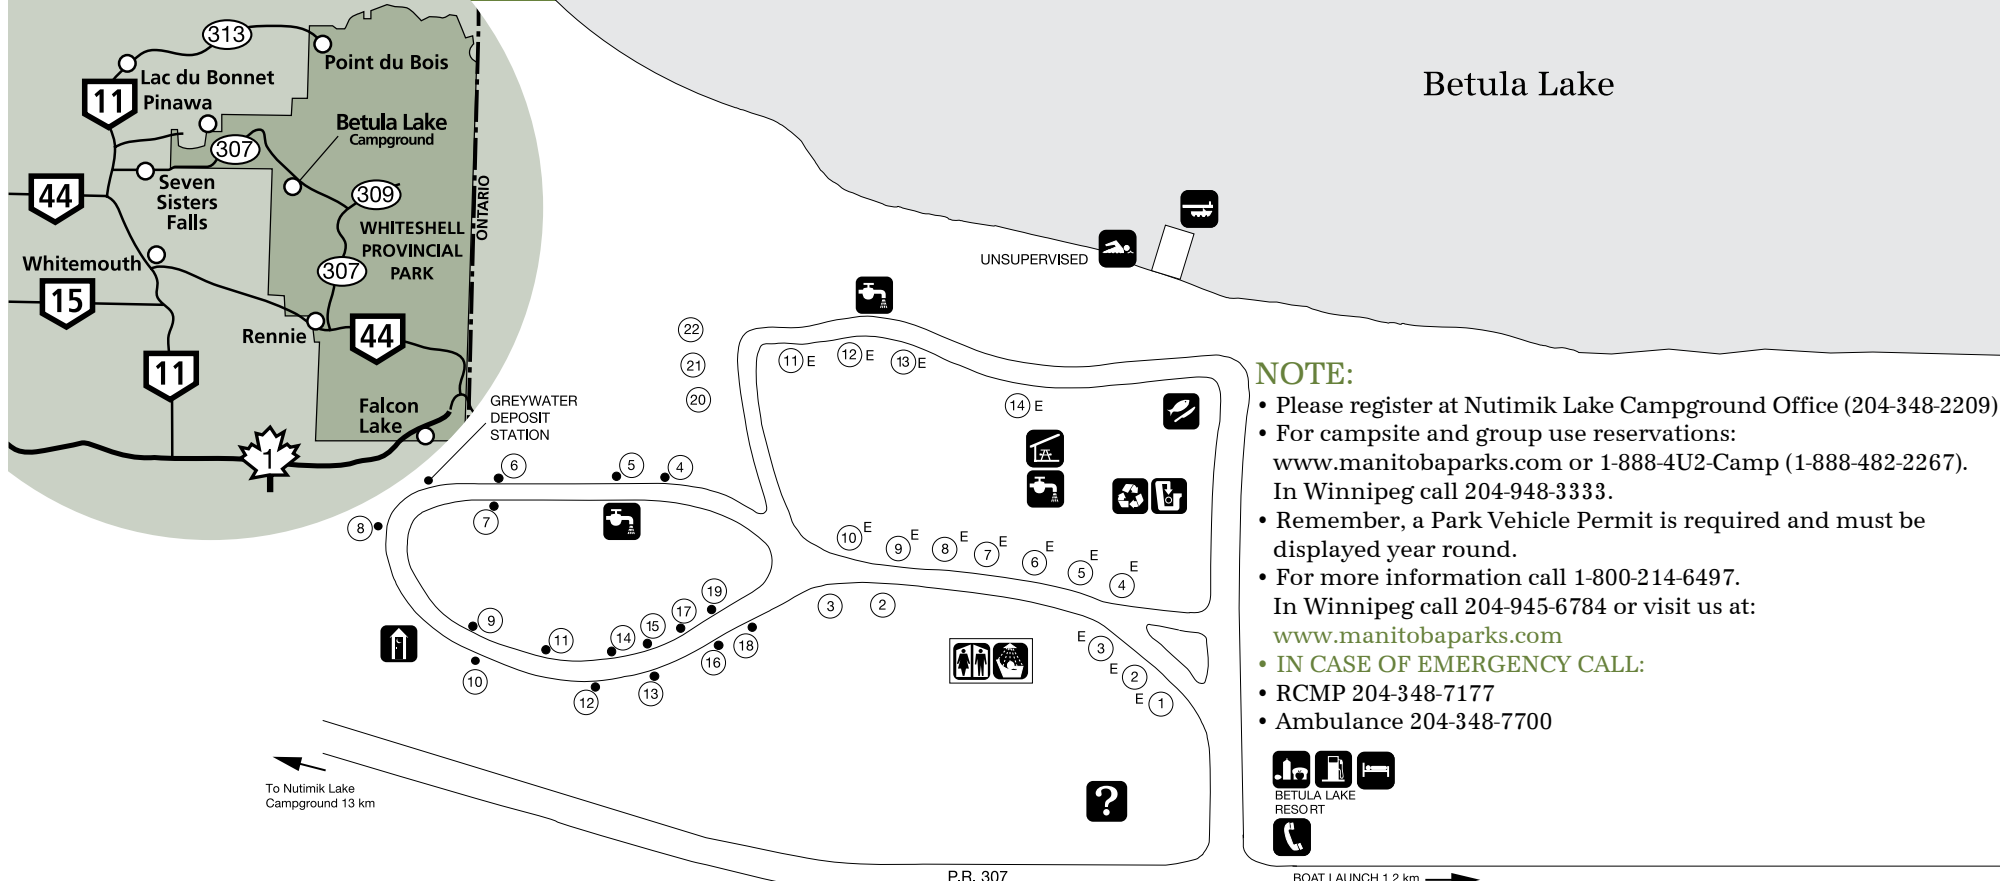 313
Point du Bois
Lac du Bonnet
11
Pinawa
Betula Lake
Campground
307
44
Seven
Sisters
Falls
309
ONTARIO
WHITESHELL
PROVINCIAL
PARK
Whitemouth
307
15
Rennie
44
11
Falcon
Lake
1
Betula Lake
UNSUPERVISED
22
21
20
11 E
12 E
13 E
14 E
GREYWATER
DEPOSIT
STATION
6
5
4
7
8
10 E
9 E
8 E
7 E
6 E
5 E
4 E
19
17
15
14
11
9
3
2
18
16
13
12
10
E 3
E 2
E 1
To Nutimik Lake
Campground 13 km
?
P.R. 307
NOTE:
• Please register at Nutimik Lake Campground Office (204-348-2209)
• For campsite and group use reservations:
www.manitobaparks.com or 1-888-4U2-Camp (1-888-482-2267).
In Winnipeg call 204-948-3333.
• Remember, a Park Vehicle Permit is required and must be
displayed year round.
• For more information call 1-800-214-6497.
In Winnipeg call 204-945-6784 or visit us at:
www.manitobaparks.com
• IN CASE OF EMERGENCY CALL:
• RCMP 204-348-7177
• Ambulance 204-348-7700
BETULA LAKE
RESORT
BOAT LAUNCH 1.2 km